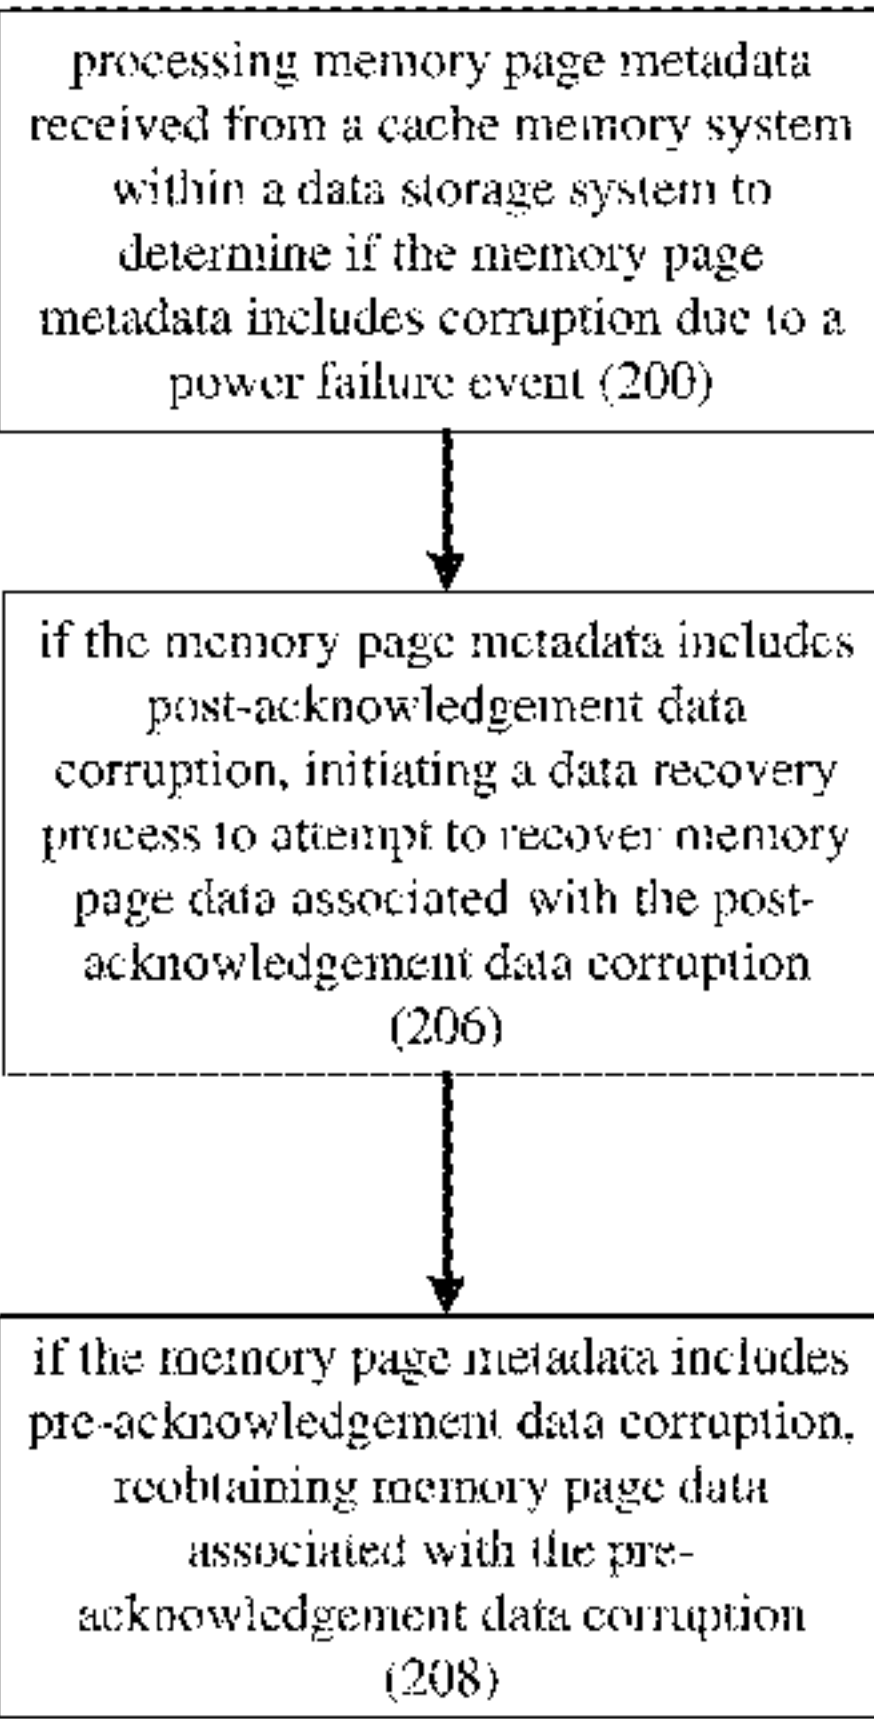 processing memory page metadata
received from a cache memory system
within a data storage system to
determine if the memory page
metadata includes corruption due to a
power failure event (200)
if the memory page metadata includes
post-acknowledgement data
corruption, initiating a data recovery
process to attempt to recover memory
page data associated with the post-
acknowledgement data corruption
(206)
if the memory page metadata includes
pre-acknowledgement data corruption,
reobtaining memory page data
associated with the pre-
acknowledgement data corruption
(208)